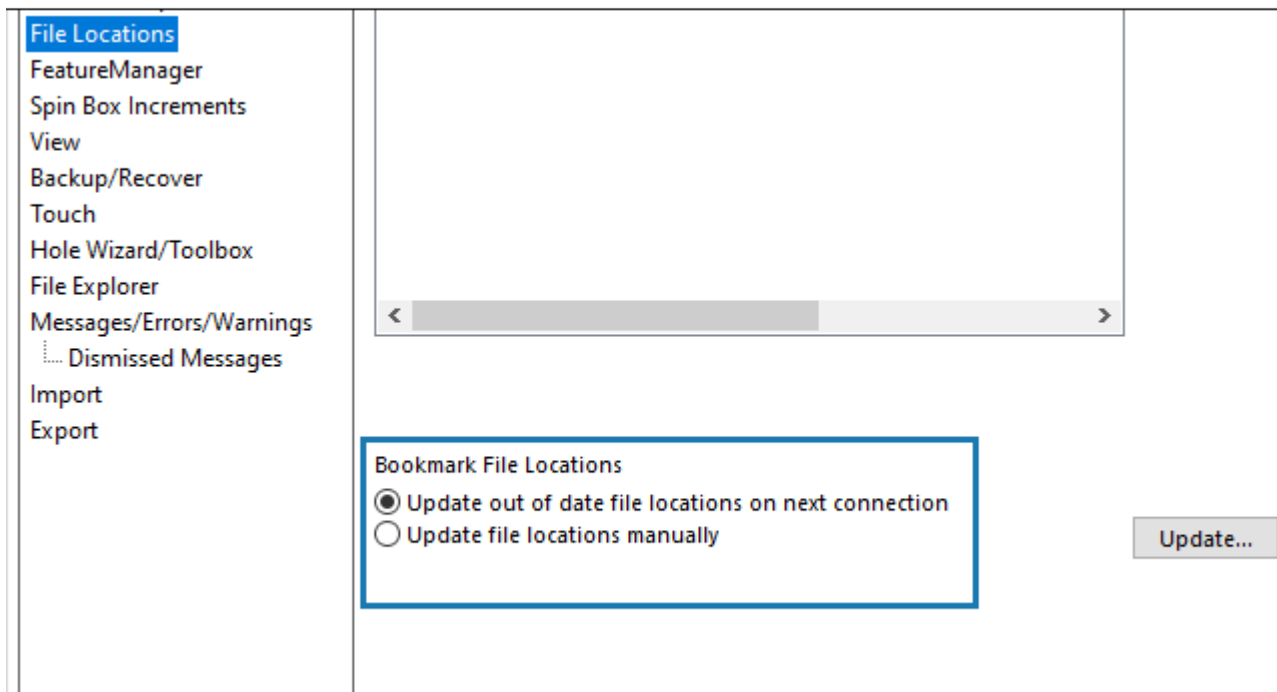 File Locations
FeatureManager
Spin Box Increments
View
Backup/Recover
Touch
Hole Wizard/Toolbox
File Explorer
Messages/Errors/Warnings
Dismissed Messages
Import
Export
Bookmark File Locations
Update out of date file locations on next connection
Update file locations manually
Update...